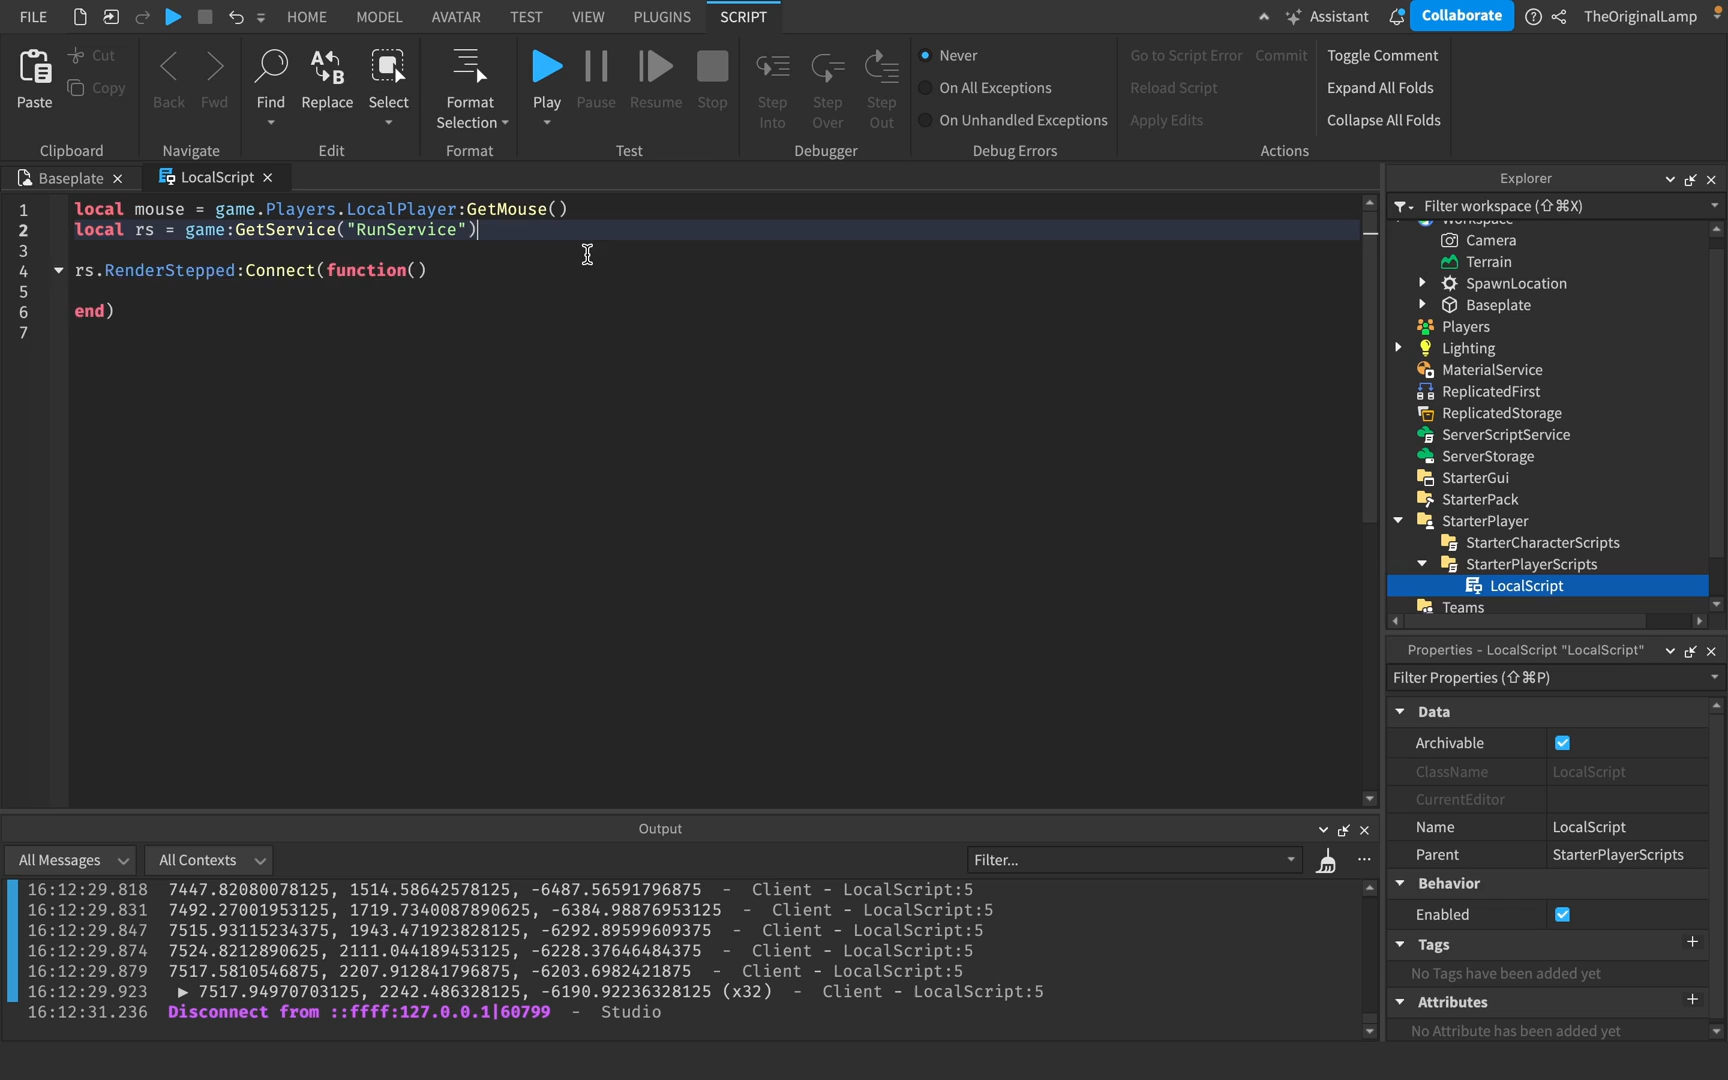 FILE HOME MODEL AVATAR TEST VIEW PLUGINS SCRIPT Assistant Collaborate TheOriginalLamp
Paste Cut Copy Back Fwd Find Replace Select Format Selection Play Pause Resume Stop Step Into Step Over Step Out
Never
On All Exceptions
On Unhandled Exceptions
Go to Script Error Commit
Reload Script
Apply Edits
Toggle Comment
Expand All Folds
Collapse All Folds
Clipboard Navigate Edit Format Test Debugger Debug Errors Actions
Baseplate LocalScript
1 local mouse = game.Players.LocalPlayer:GetMouse()
2 local rs = game:GetService("RunService")
3
4 rs.RenderStepped:Connect(function()
5
6 end)
7
Explorer
Filter workspace (⇧⌘X)
Workspace
Camera
Terrain
SpawnLocation
Baseplate
Players
Lighting
MaterialService
ReplicatedFirst
ReplicatedStorage
ServerScriptService
ServerStorage
StarterGui
StarterPack
StarterPlayer
StarterCharacterScripts
StarterPlayerScripts
LocalScript
Teams
Properties - LocalScript "LocalScript"
Filter Properties (⇧⌘P)
Data
Archivable
ClassName LocalScript
CurrentEditor
Name LocalScript
Parent StarterPlayerScripts
Behavior
Enabled
Tags
No Tags have been added yet
Attributes
No Attribute has been added yet
Output
All Messages All Contexts Filter...
16:12:29.818 7447.82080078125, 1514.58642578125, -6487.56591796875 - Client - LocalScript:5
16:12:29.831 7492.27001953125, 1719.7340087890625, -6384.98876953125 - Client - LocalScript:5
16:12:29.847 7515.93115234375, 1943.471923828125, -6292.89599609375 - Client - LocalScript:5
16:12:29.874 7524.8212890625, 2111.044189453125, -6228.37646484375 - Client - LocalScript:5
16:12:29.879 7517.5810546875, 2207.912841796875, -6203.6982421875 - Client - LocalScript:5
16:12:29.923 ▶ 7517.94970703125, 2242.486328125, -6190.92236328125 (x32) - Client - LocalScript:5
16:12:31.236 Disconnect from ::ffff:127.0.0.1|60799 - Studio